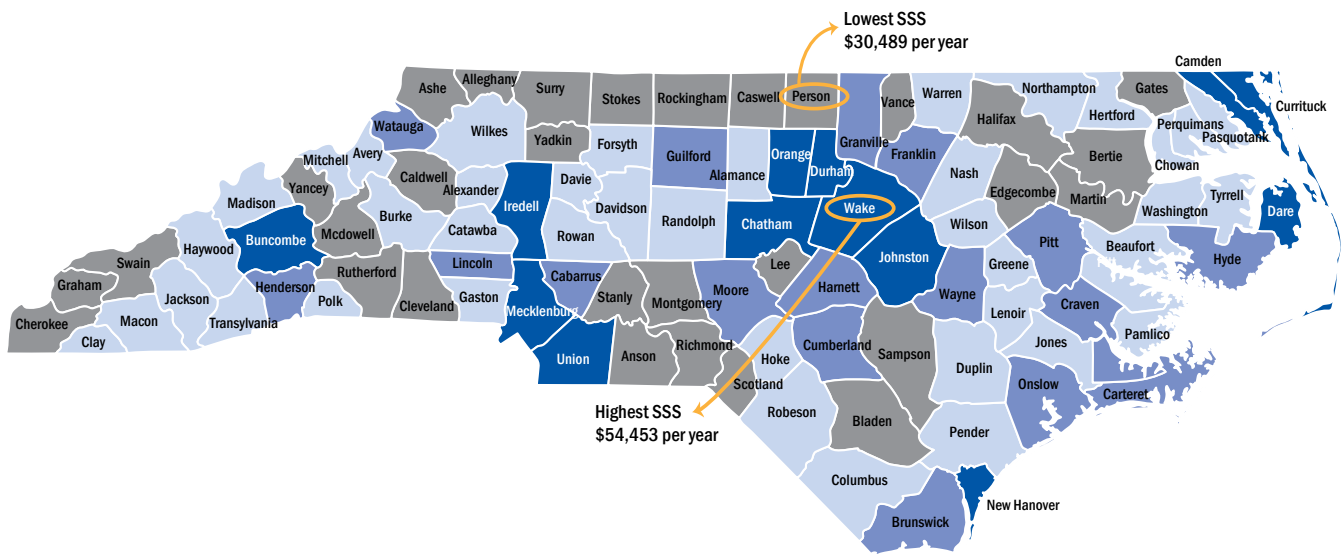 Lowest SSS
$30,489 per year
Camden
Currituck
Ashe
Alleghany
Surry
Stokes
Rockingham
Caswell
Person
Vance
Warren
Northampton
Gates
Hertford
Perquimans
Pasquotank
Chowan
Halifax
Bertie
Watauga
Wilkes
Yadkin
Forsyth
Guilford
Alamance
Orange
Durham
Granville
Franklin
Nash
Edgecombe
Martin
Washington
Tyrrell
Dare
Mitchell
Avery
Caldwell
Alexander
Iredell
Davie
Davidson
Randolph
Chatham
Wake
Wilson
Madison
Yancey
Burke
Catawba
Rowan
Johnston
Greene
Pitt
Beaufort
Hyde
Haywood
Buncombe
Mcdowell
Lincoln
Cabarrus
Lee
Harnett
Wayne
Lenoir
Craven
Pamlico
Swain
Graham
Jackson
Henderson
Rutherford
Cleveland
Gaston
Mecklenburg
Stanly
Montgomery
Moore
Cherokee
Clay
Macon
Transylvania
Polk
Union
Anson
Richmond
Scotland
Hoke
Cumberland
Sampson
Duplin
Jones
Onslow
Carteret
Robeson
Bladen
Pender
Columbus
Brunswick
New Hanover
Highest SSS
$54,453 per year